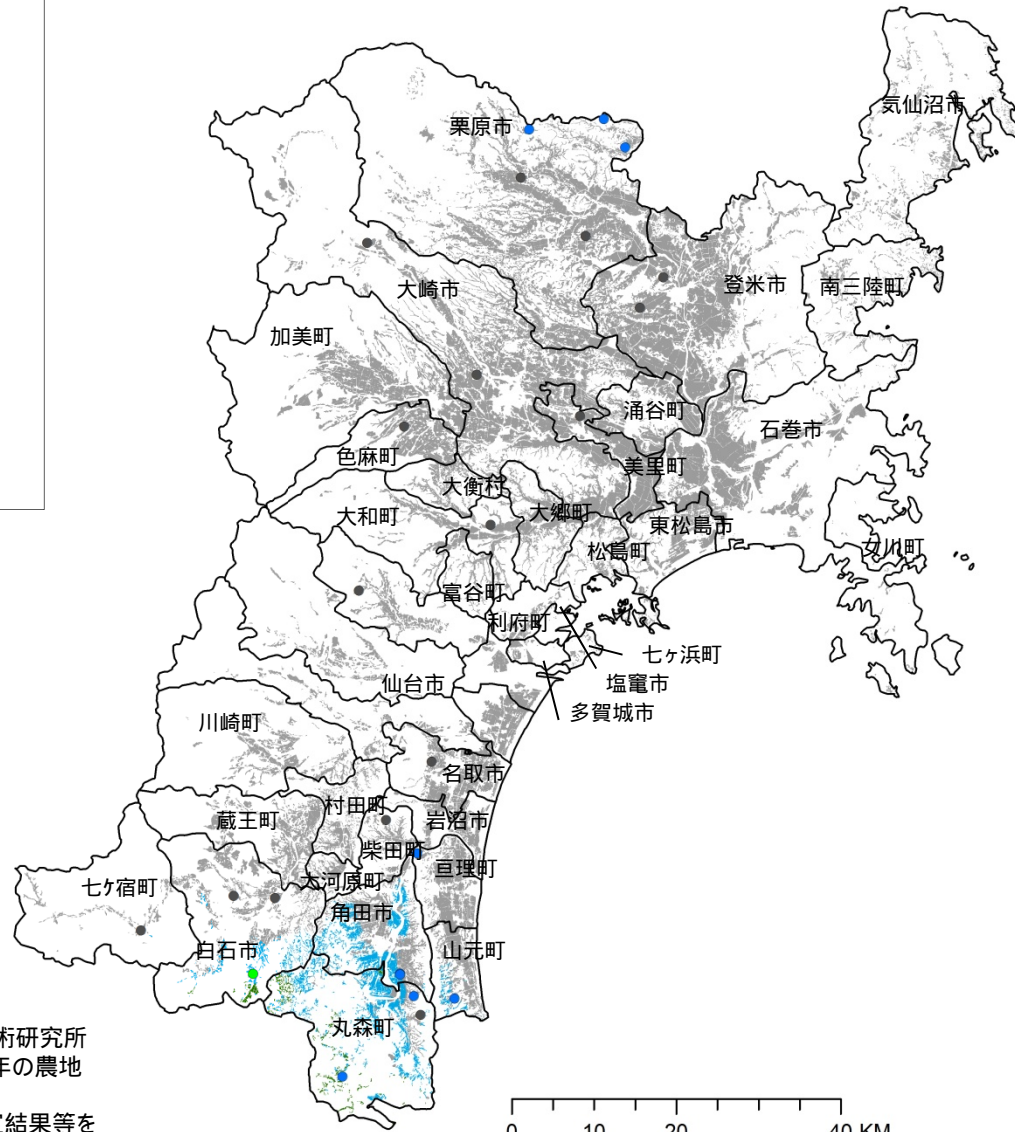 気仙沼市
栗原市
登米市
南三陸町
大崎市
加美町
涌谷町
石巻市
色麻町
美里町
大衡村
大和町
大郷町
東松島市
松島町
女川町
富谷町
利府町
七ヶ浜町
仙台市
塩竈市
多賀城市
川崎町
名取市
村田町
蔵王町
岩沼市
柴田町
亘理町
大河原町
七ケ宿町
角田市
白石市
山元町
丸森町
術研究所
年の農地
結果等を
0 10 20 40 KM